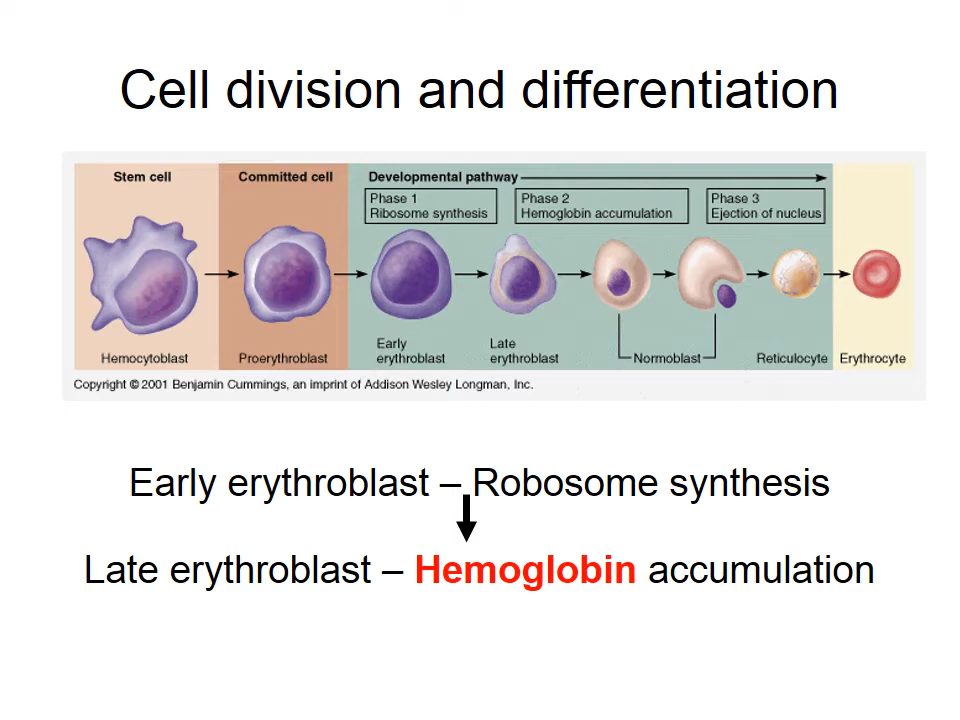 Cell division and differentiation
Stem cell
Committed cell
Developmental pathway
Phase 1
Ribosome synthesis
Phase 2
Hemoglobin accumulation
Phase 3
Ejection of nucleus
Hemocytoblast
Proerythroblast
Early
erythroblast
Late
erythroblast
Normoblast
Reticulocyte
Erythrocyte
Copyright © 2001 Benjamin Cummings, an imprint of Addison Wesley Longman, Inc.
Early erythroblast – Robosome synthesis
Late erythroblast – Hemoglobin accumulation